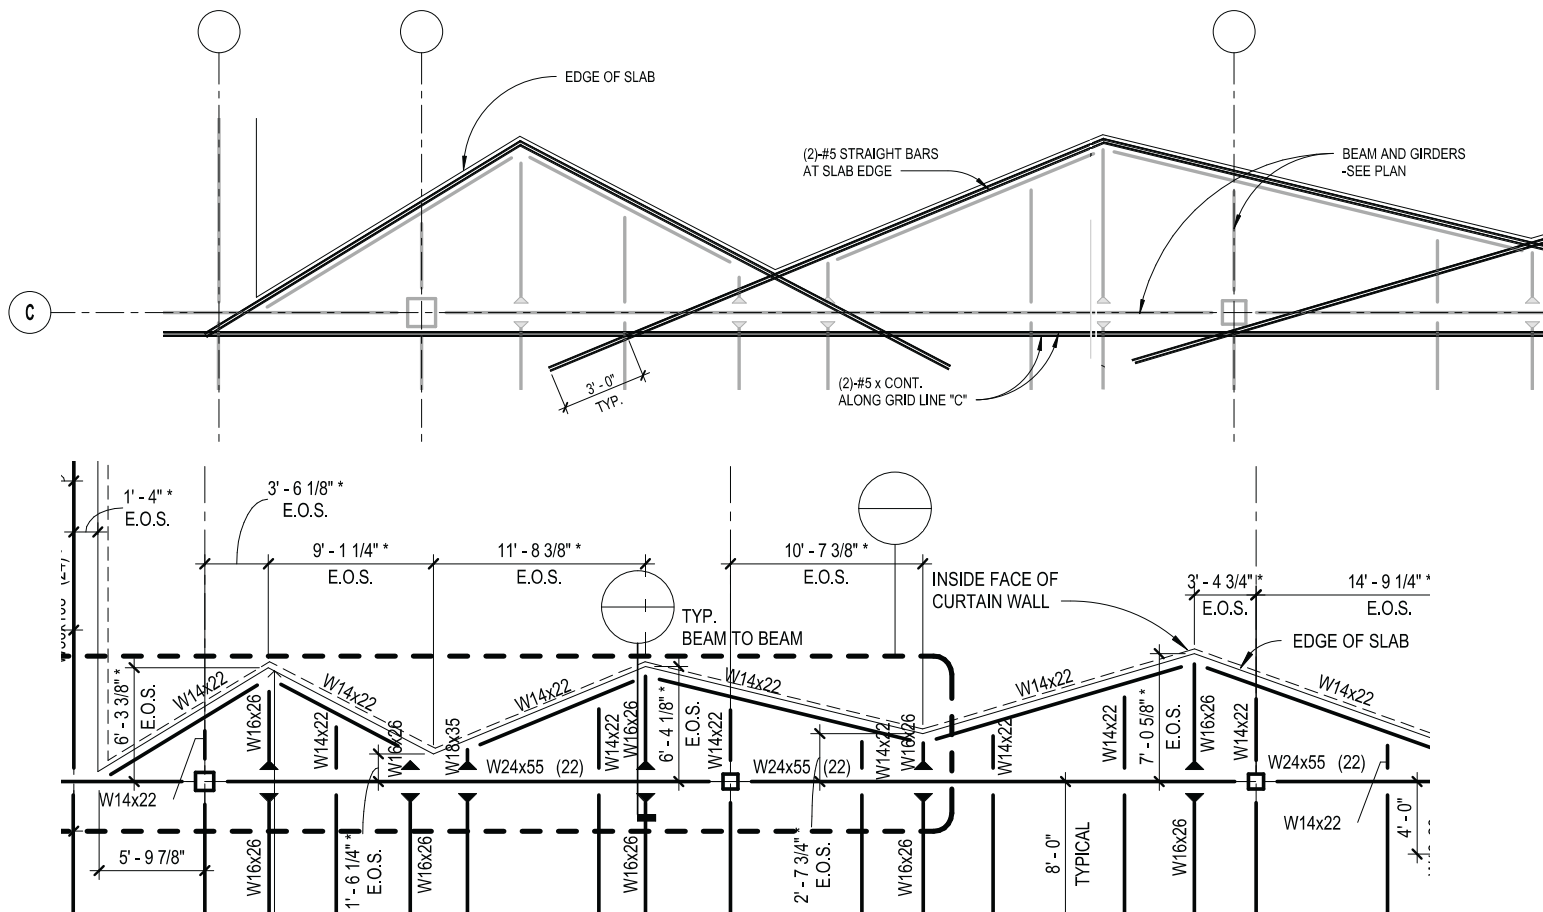 EDGE OF SLAB
(2)-#5 STRAIGHT BARS
AT SLAB EDGE
BEAM AND GIRDERS
-SEE PLAN
C
3' - 0"
TYP.
(2)-#5 x CONT.
ALONG GRID LINE "C"
1' - 4" *
E.O.S.
3' - 6 1/8" *
E.O.S.
9' - 1 1/4" *
E.O.S.
11' - 8 3/8" *
E.O.S.
10' - 7 3/8" *
E.O.S.
INSIDE FACE OF
CURTAIN WALL
3' - 4 3/4" *
E.O.S.
14' - 9 1/4" *
E.O.S.
TYP.
BEAM TO BEAM
EDGE OF SLAB
6' - 3 3/8" *
E.O.S.
W14x22
W14x22
W14x22
W14x22
W14x22
W14x22
W16x26
W14x22
W16x26
W18x35
W14x22
W16x26
6' - 4 1/8" *
E.O.S.
W14x22
W14x22
W16x26
W14x22
W14x22
7' - 0 5/8" *
E.O.S.
W16x26
W14x22
W24x55 (22)
W24x55 (22)
W24x55 (22)
W14x22
W14x22
5' - 9 7/8"
W16x26
1' - 6 1/4" *
E.O.S.
W16x26
W16x26
2' - 7 3/4" *
E.O.S.
W16x26
8' - 0"
TYPICAL
W16x26
4' - 0"